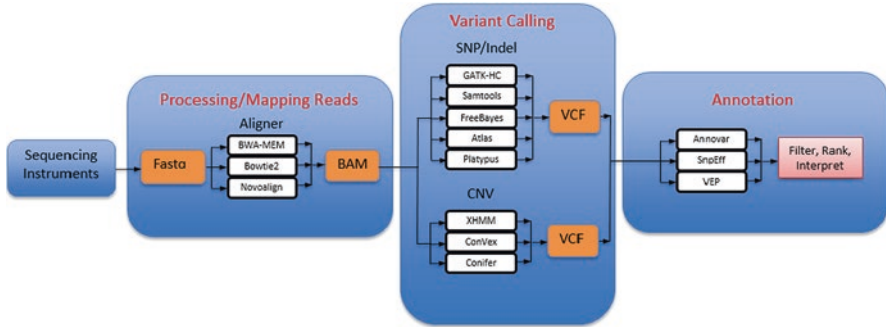 Sequencing
Instruments
Processing/Mapping Reads
Fasta
Aligner
BWA-MEM
Bowtie2
Novoalign
BAM
Variant Calling
SNP/Indel
GATK-HC
Samtools
FreeBayes
Atlas
Platypus
VCF
CNV
XHMM
ConVex
Conifer
VCF
Annotation
Annovar
SnpEff
VEP
Filter, Rank,
Interpret